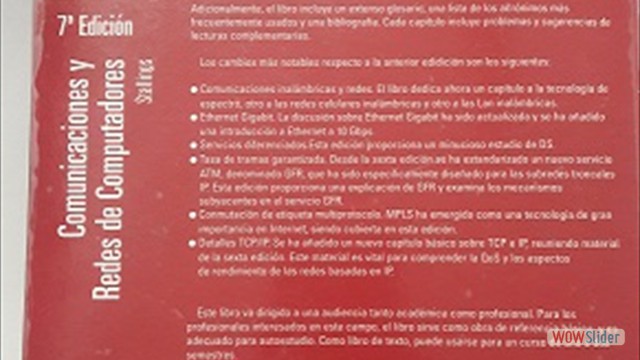 7ª Edición
Comunicaciones y
Redes de Computadores
Stallings
Adicionalmente, el libro incluye un extenso glosario, una lista de los acrónimos más
frecuentemente usados y una bibliografía. Cada capítulo incluye problemas y sugerencias de
lecturas complementarias.
Los cambios más notables respecto a la anterior edición son los siguientes:
● Comunicaciones inalámbricas y redes. El libro dedica ahora un capítulo a la tecnología de
espectro, otro a las redes celulares inalámbricas y otro a las Lan inalámbricas.
● Ethernet Gigabit. La discusión sobre Ethernet Gigabit ha sido actualizada y se ha añadido
una introducción a Ethernet a 10 Gbps.
● Servicios diferenciados Esta edición proporciona un minucioso estudio de DS.
● Tasa de tramas garantizada. Desde la sexta edición se ha estandarizado un nuevo servicio
ATM, denominado GFR, que ha sido específicamente diseñado para las subredes troncales
IP. Esta edición proporciona una explicación de GFR y examina los mecanismos
subyacentes en el servicio GFR.
● Conmutación de etiqueta multiprotocolo. MPLS ha emergido como una tecnología de gran
importancia en Internet, siendo cubierta en esta edición.
● Detalles TCP/IP. Se ha añadido un nuevo capítulo básico sobre TCP e IP, reuniendo material
de la sexta edición. Este material es vital para comprender la QoS y los aspectos
de rendimiento de las redes basadas en IP.
Este libro va dirigido a una audiencia tanto académica como profesional. Para los
profesionales interesados en este campo, el libro sirve como obra de referencia
adecuado para autoestudio. Como libro de texto, puede usarse para un curso
semestres.
WOWSlider